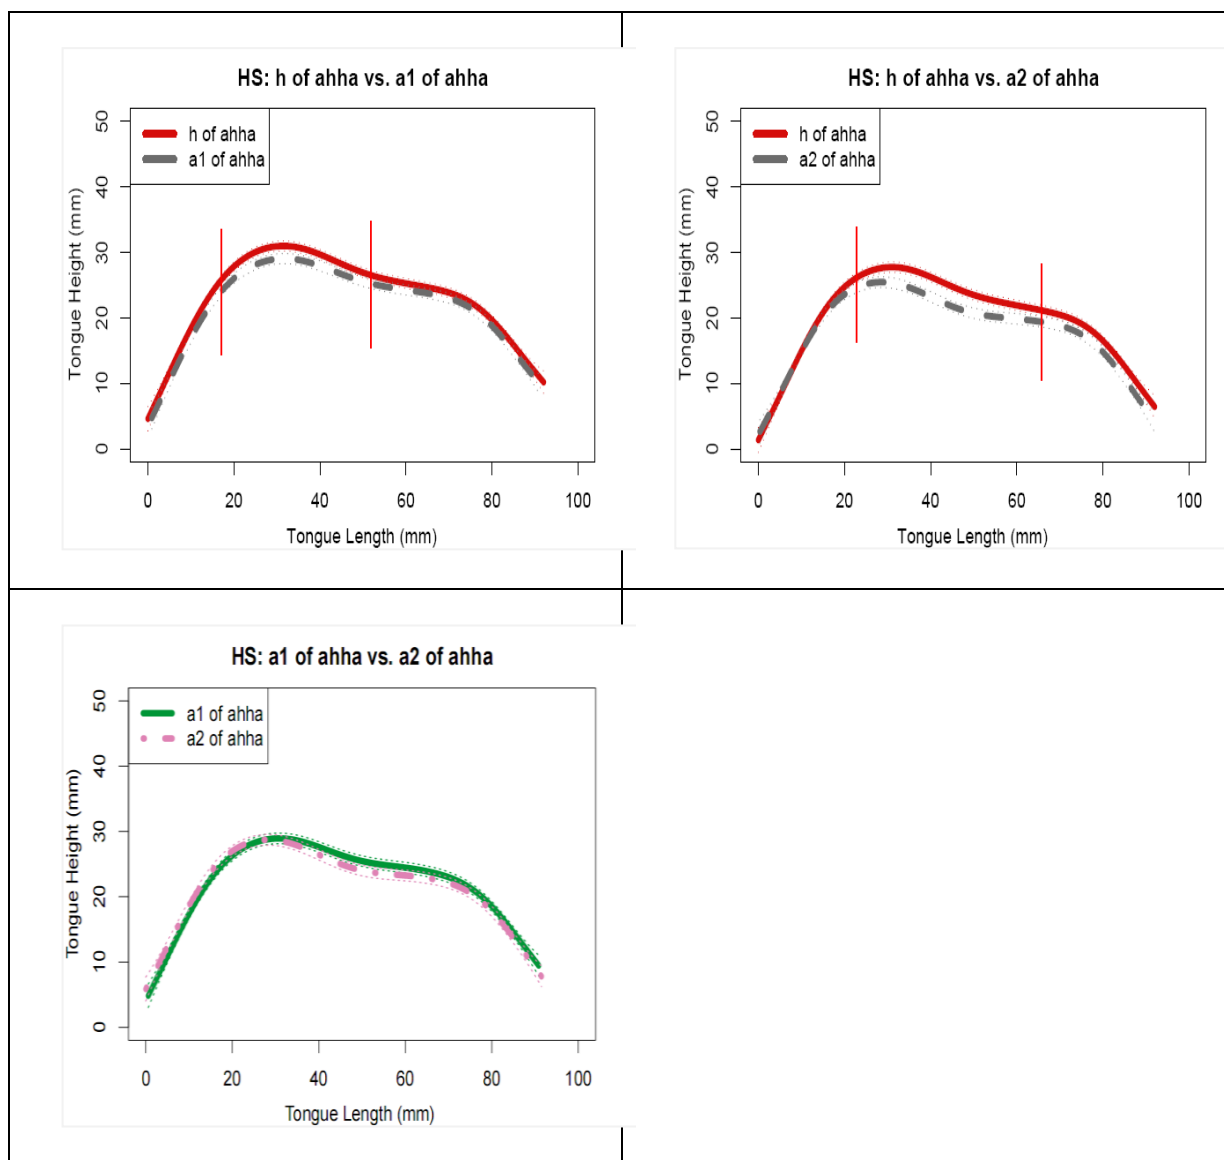 HS: h of ahha vs. a1 of ahha
h of ahha
a1 of ahha
Tongue Height (mm)
50
40
30
20
10
0
0 20 40 60 80 100
Tongue Length (mm)
HS: h of ahha vs. a2 of ahha
h of ahha
a2 of ahha
Tongue Height (mm)
50
40
30
20
10
0
0 20 40 60 80 100
Tongue Length (mm)
HS: a1 of ahha vs. a2 of ahha
a1 of ahha
a2 of ahha
Tongue Height (mm)
50
40
30
20
10
0
0 20 40 60 80 100
Tongue Length (mm)